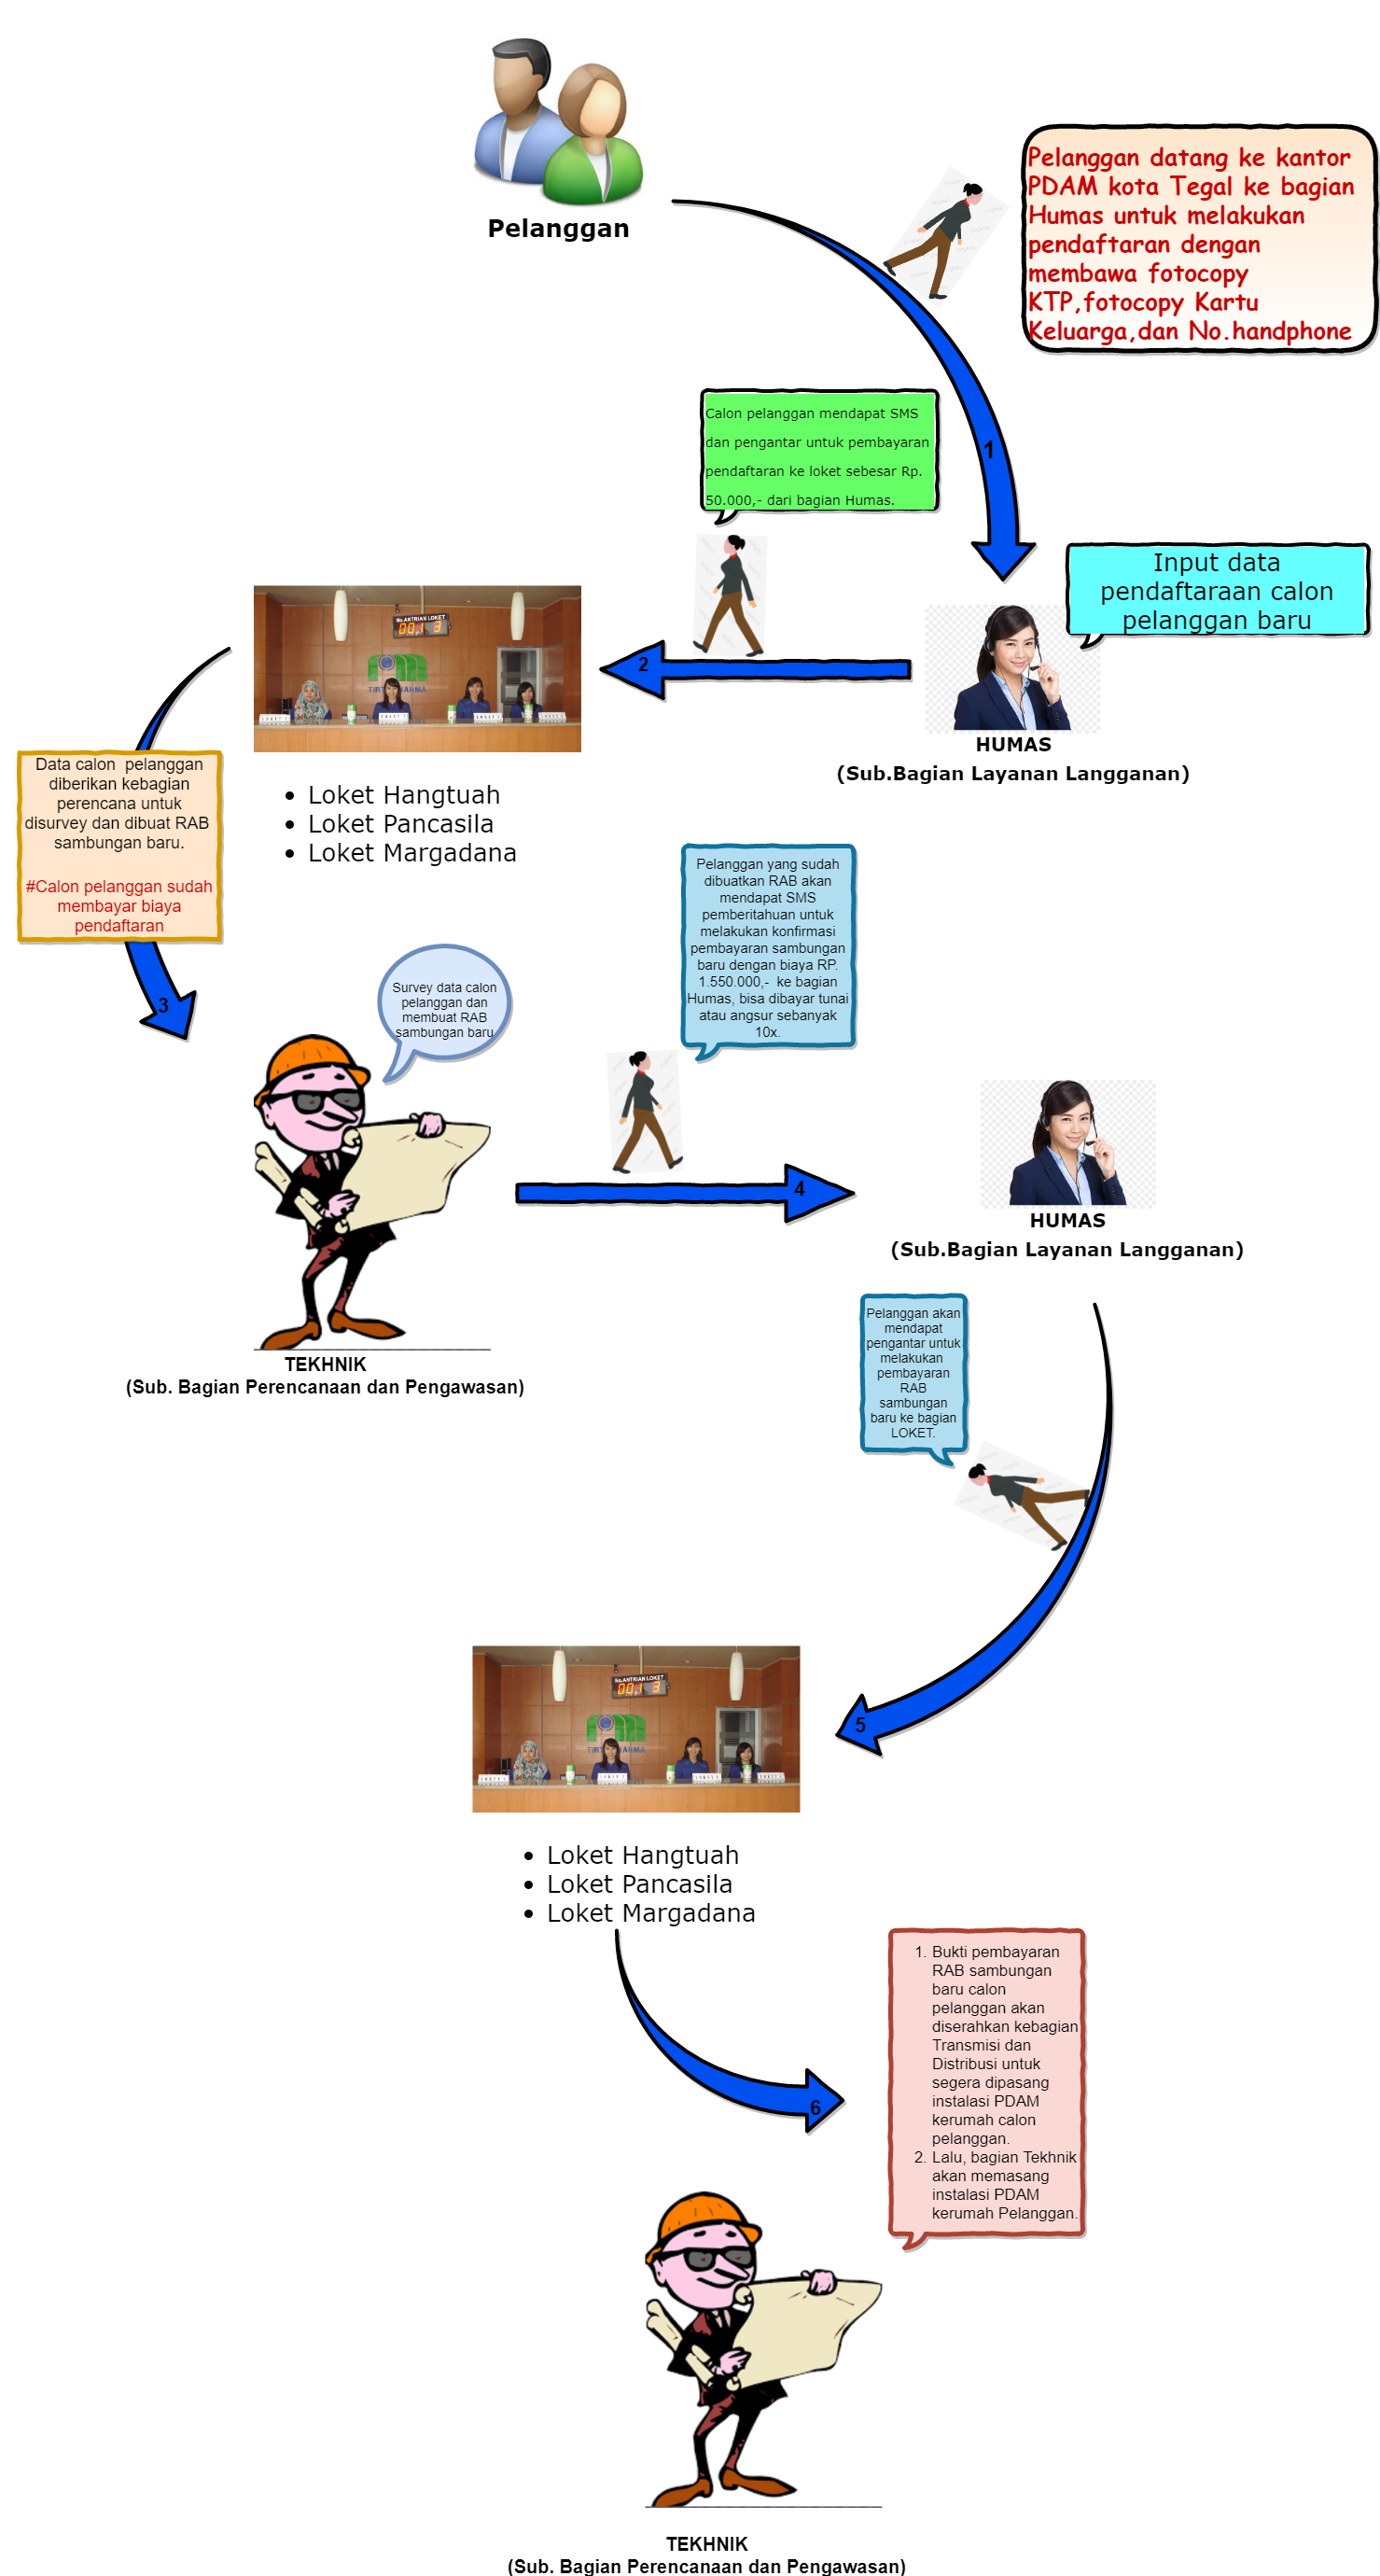 Pelanggan
Pelanggan datang ke kantor
PDAM kota Tegal ke bagian
Humas untuk melakukan
pendaftaran dengan
membawa fotocopy
KTP,fotocopy Kartu
Keluarga,dan No.handphone
1
Calon pelanggan mendapat SMS
dan pengantar untuk pembayaran
pendaftaran ke loket sebesar Rp.
50.000,- dari bagian Humas.
Input data
pendaftaraan calon
pelanggan baru
2
HUMAS
(Sub.Bagian Layanan Langganan)
No.ANTRIAN LOKET
• Loket Hangtuah
• Loket Pancasila
• Loket Margadana
Data calon  pelanggan
diberikan kebagian
perencana untuk
disurvey dan dibuat RAB
sambungan baru.
#Calon pelanggan sudah
membayar biaya
pendaftaran
3
Survey data calon
pelanggan dan
membuat RAB
sambungan baru
TEKHNIK
(Sub. Bagian Perencanaan dan Pengawasan)
Pelanggan yang sudah
dibuatkan RAB akan
mendapat SMS
pemberitahuan untuk
melakukan konfirmasi
pembayaran sambungan
baru dengan biaya RP.
1.550.000,-  ke bagian
Humas, bisa dibayar tunai
atau angsur sebanyak
10x.
4
HUMAS
(Sub.Bagian Layanan Langganan)
Pelanggan akan
mendapat
pengantar untuk
melakukan
pembayaran
RAB
sambungan
baru ke bagian
LOKET.
5
No.ANTRIAN LOKET
• Loket Hangtuah
• Loket Pancasila
• Loket Margadana
6
1. Bukti pembayaran
RAB sambungan
baru calon
pelanggan akan
diserahkan kebagian
Transmisi dan
Distribusi untuk
segera dipasang
instalasi PDAM
kerumah calon
pelanggan.
2. Lalu, bagian Tekhnik
akan memasang
instalasi PDAM
kerumah Pelanggan.
TEKHNIK
(Sub. Bagian Perencanaan dan Pengawasan)